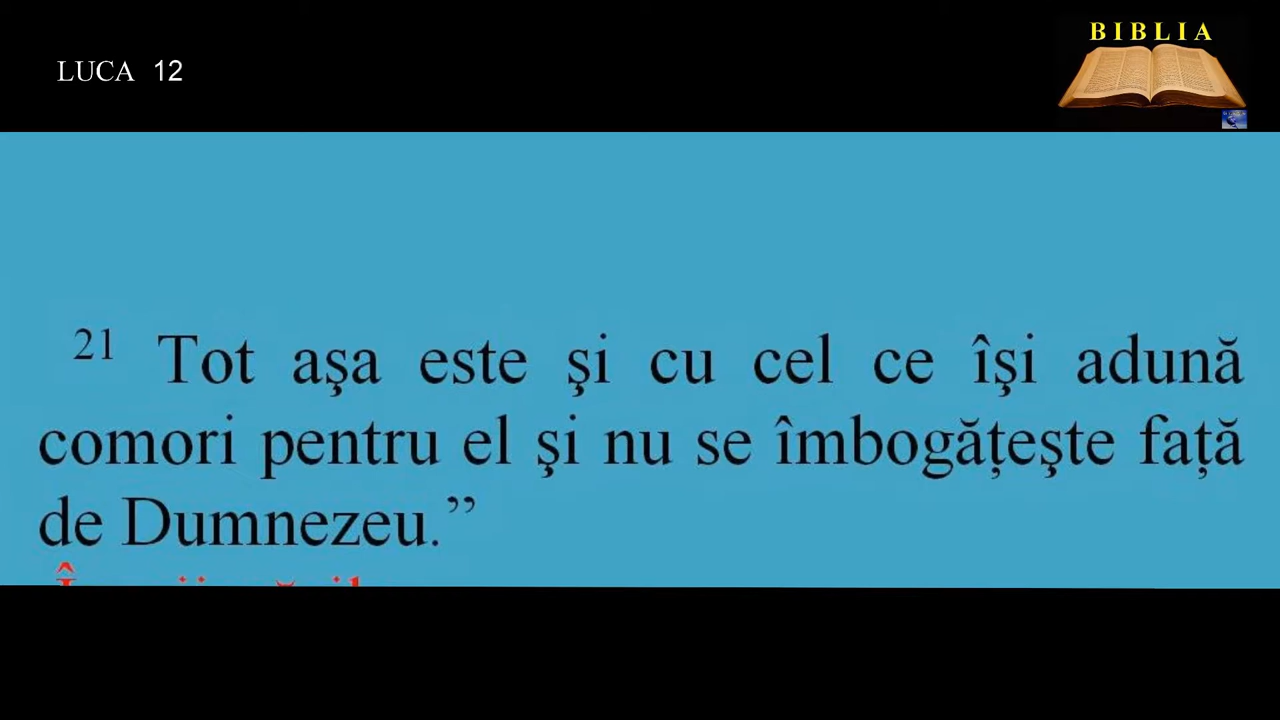 BIBLIA
LUCA 12
21 Tot aşa este şi cu cel ce îşi adună
comori pentru el şi nu se îmbogăţeşte faţă
de Dumnezeu.”